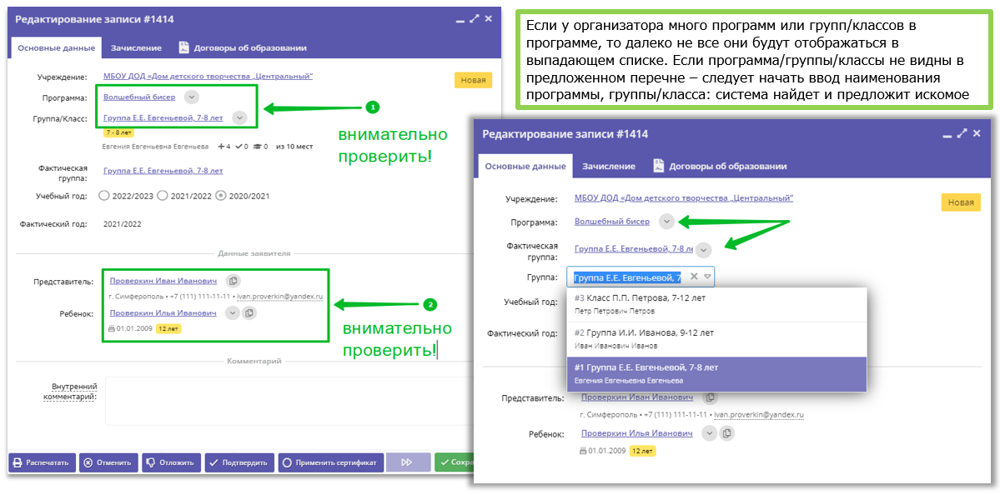 Редактирование записи #1414
Основные данные Зачисление Договоры об образовании
Учреждение: МБОУ ДОД «Дом детского творчества „Центральный"
Новая
Программа: Волшебный бисер
Группа/Класс: Группа Е.Е. Евгеньевой, 7-8 лет
7 - 8 лет
Евгения Евгеньевна Евгеньева +4 0 0 из 10 мест
1
внимательно
проверить!
Фактическая
группа: Группа Е.Е. Евгеньевой, 7-8 лет
Учебный год: 2022/2023 2021/2022 2020/2021
Фактический год: 2021/2022
Данные заявителя
Представитель: Проверкин Иван Иванович
г. Симферополь • +7 (111) 111-11-11 • ivan.proverkin@yandex.ru
Ребенок: Проверкин Илья Иванович
01.01.2009 12 лет
2
внимательно
проверить!
Комментарий
Внутренний
комментарий:
Распечатать Отменить Отложить Подтвердить Применить сертификат Сохра
Если у организатора много программ или групп/классов в
программе, то далеко не все они будут отображаться в
выпадающем списке. Если программа/группы/классы не видны в
предложенном перечне – следует начать ввод наименования
программы, группы/класса: система найдет и предложит искомое
Редактирование записи #1414
Основные данные Зачисление Договоры об образовании
Учреждение: МБОУ ДОД «Дом детского творчества „Центральный"
Новая
Программа: Волшебный бисер
Фактическая
группа: Группа Е.Е. Евгеньевой, 7-8 ле
Группа: Группа Е.Е. Евгеньевой, 7
Учебный год:
#3 Класс П.П. Петрова, 7-12 лет
Петр Петрович Петров
Фактический год:
#2 Группа И.И. Иванова, 9-12 лет
Иван Иванович Иванов
#1 Группа Е.Е. Евгеньевой, 7-8 лет
Евгения Евгеньевна Евгеньева
Представитель: Проверкин Иван Иванович
г. Симферополь • +7 (111) 111-11-11 • ivan.proverkin@yandex.ru
Ребенок: Проверкин Илья Иванович
01.01.2009 12 лет